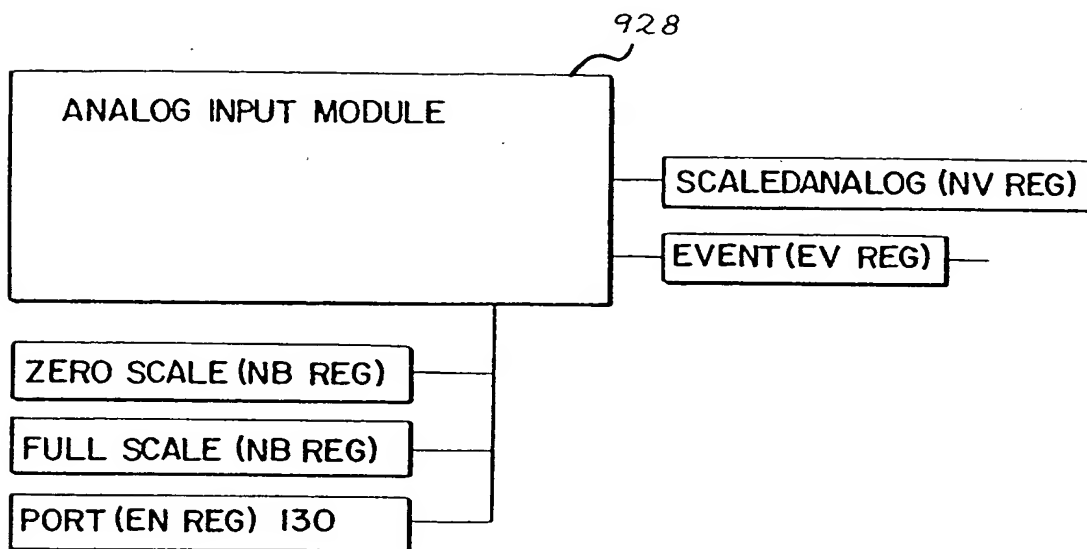 928
ANALOG INPUT MODULE
SCALEDANALOG (NV REG)
EVENT (EV REG)
ZERO SCALE (NB REG)
FULL SCALE (NB REG)
PORT (EN REG) 130